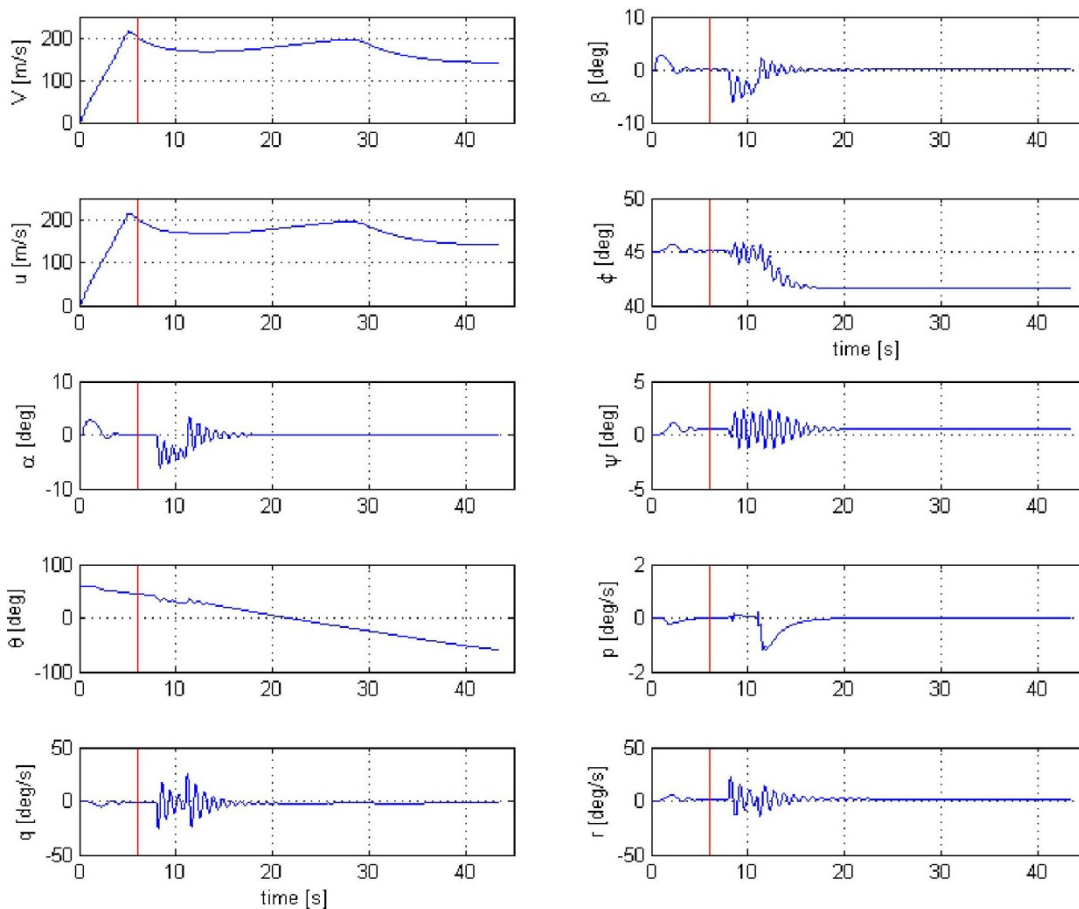 V [m/s]
200
100
0
0 10 20 30 40
β [deg]
10
0
-10
0 10 20 30 40
u [m/s]
200
100
0
0 10 20 30 40
ϕ [deg]
50
45
40
0 10 20 30 40
time [s]
α [deg]
10
0
-10
0 10 20 30 40
ψ [deg]
5
0
-5
0 10 20 30 40
θ [deg]
100
0
-100
0 10 20 30 40
p [deg/s]
2
0
-2
0 10 20 30 40
q [deg/s]
50
0
-50
0 10 20 30 40
time [s]
r [deg/s]
50
0
-50
0 10 20 30 40